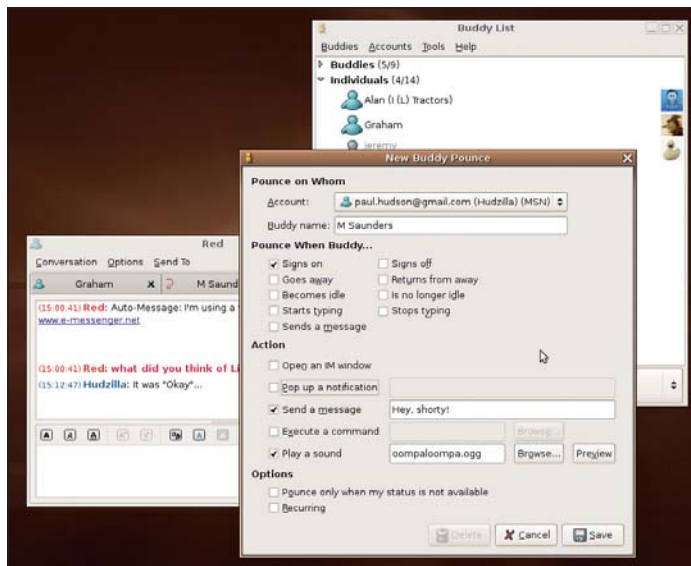 Buddy List
Buddies Accounts Tools Help
Buddies (5/9)
Individuals (4/14)
Alan (I (L) Tractors)
Graham
jeremy
New Buddy Pounce
Pounce on Whom
Account: paul.hudson@gmail.com (Hudzilla) (MSN)
Buddy name: M Saunders
Pounce When Buddy...
Signs on Signs off
Goes away Returns from away
Becomes idle Is no longer idle
Starts typing Stops typing
Sends a message
Action
Open an IM window
Pop up a notification
Send a message Hey, shorty!
Execute a command Browse...
Play a sound oompaloompa.ogg Browse... Preview
Options
Pounce only when my status is not available
Recurring
Delete Cancel Save
Red
Conversation Options Send To
Graham M Saund
(15:00:41) Red: Auto-Message: I'm using a
www.e-messenger.net
(15:00:41) Red: what did you think of Li
(15:12:47) Hudzilla: It was "Okay"...